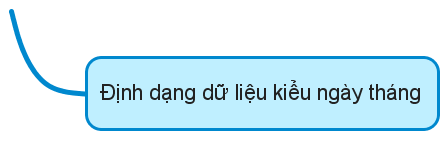 Định dạng dữ liệu kiểu ngày tháng